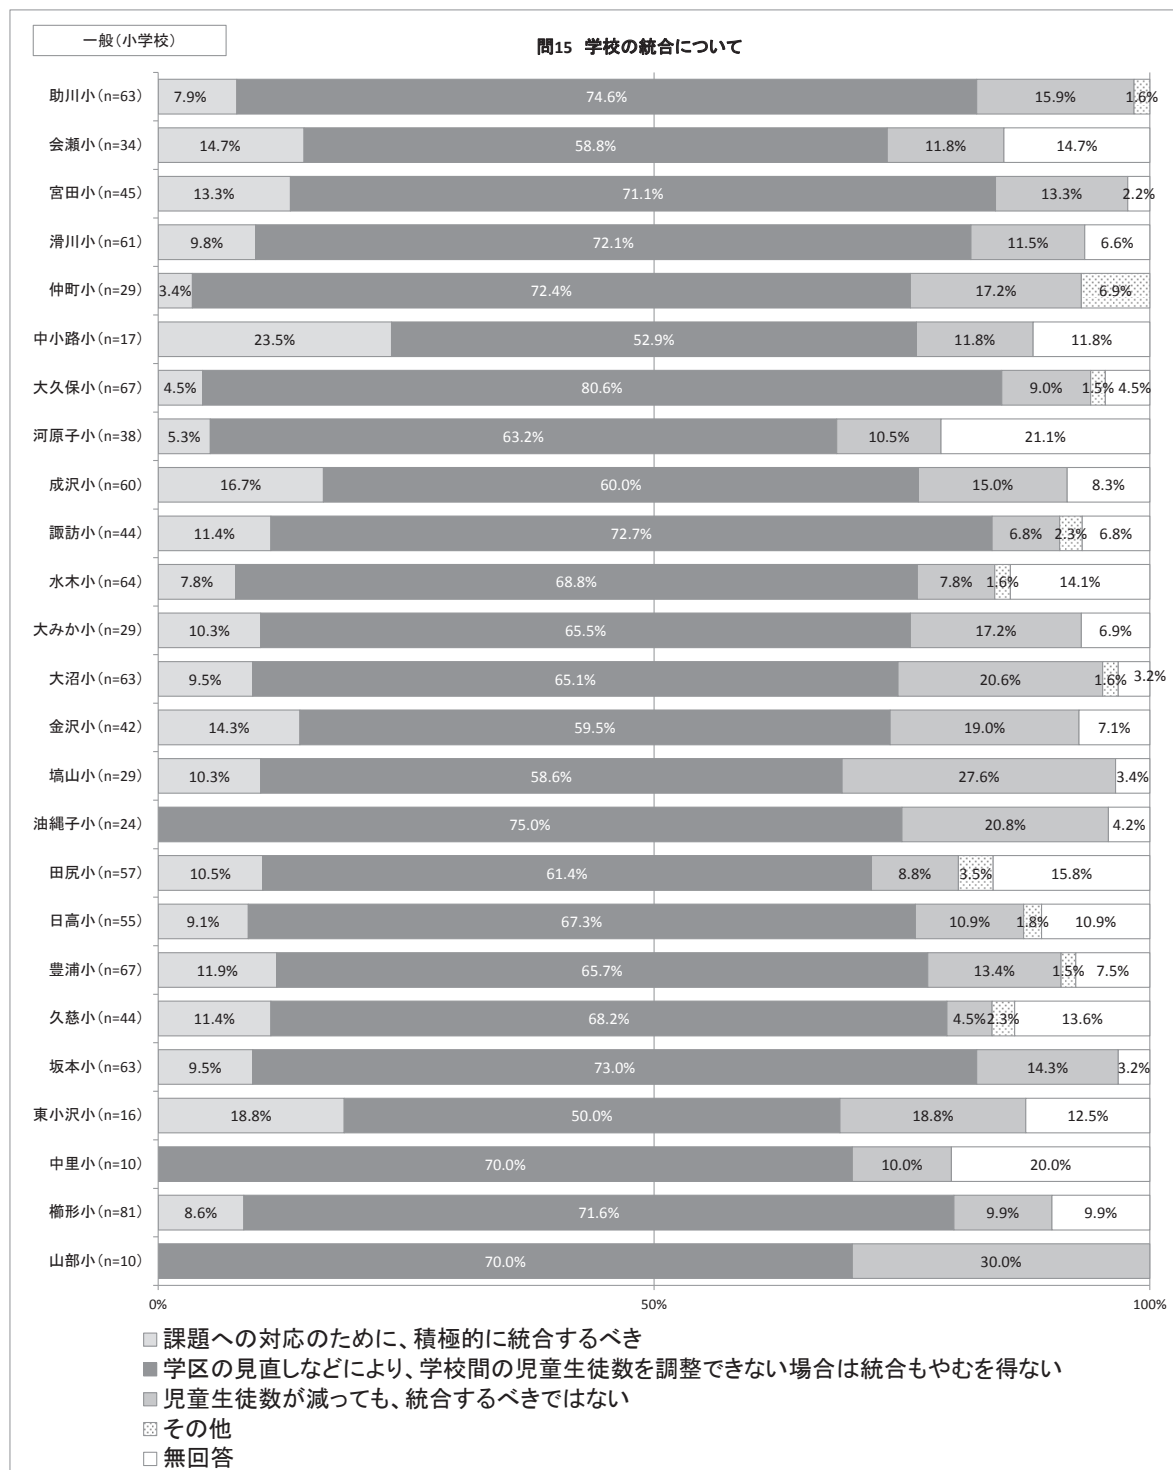 一般（小学校）
問15 学校の統合について
助川小（n=63） 7.9% 74.6% 15.9% 1.6%
会瀬小（n=34） 14.7% 58.8% 11.8% 14.7%
宮田小（n=45） 13.3% 71.1% 13.3% 2.2%
滑川小（n=61） 9.8% 72.1% 11.5% 6.6%
仲町小（n=29） 3.4% 72.4% 17.2% 6.9%
中小路小（n=17） 23.5% 52.9% 11.8% 11.8%
大久保小（n=67） 4.5% 80.6% 9.0% 1.5% 4.5%
河原子小（n=38） 5.3% 63.2% 10.5% 21.1%
成沢小（n=60） 16.7% 60.0% 15.0% 8.3%
諏訪小（n=44） 11.4% 72.7% 6.8% 2.3% 6.8%
水木小（n=64） 7.8% 68.8% 7.8% 1.6% 14.1%
大みか小（n=29） 10.3% 65.5% 17.2% 6.9%
大沼小（n=63） 9.5% 65.1% 20.6% 1.6% 3.2%
金沢小（n=42） 14.3% 59.5% 19.0% 7.1%
塙山小（n=29） 10.3% 58.6% 27.6% 3.4%
油縄子小（n=24） 75.0% 20.8% 4.2%
田尻小（n=57） 10.5% 61.4% 8.8% 3.5% 15.8%
日高小（n=55） 9.1% 67.3% 10.9% 1.8% 10.9%
豊浦小（n=67） 11.9% 65.7% 13.4% 1.5% 7.5%
久慈小（n=44） 11.4% 68.2% 4.5% 2.3% 13.6%
坂本小（n=63） 9.5% 73.0% 14.3% 3.2%
東小沢小（n=16） 18.8% 50.0% 18.8% 12.5%
中里小（n=10） 70.0% 10.0% 20.0%
櫛形小（n=81） 8.6% 71.6% 9.9% 9.9%
山部小（n=10） 70.0% 30.0%
0% 50% 100%
課題への対応のために、積極的に統合するべき
学区の見直しなどにより、学校間の児童生徒数を調整できない場合は統合もやむを得ない
児童生徒数が減っても、統合するべきではない
その他
無回答